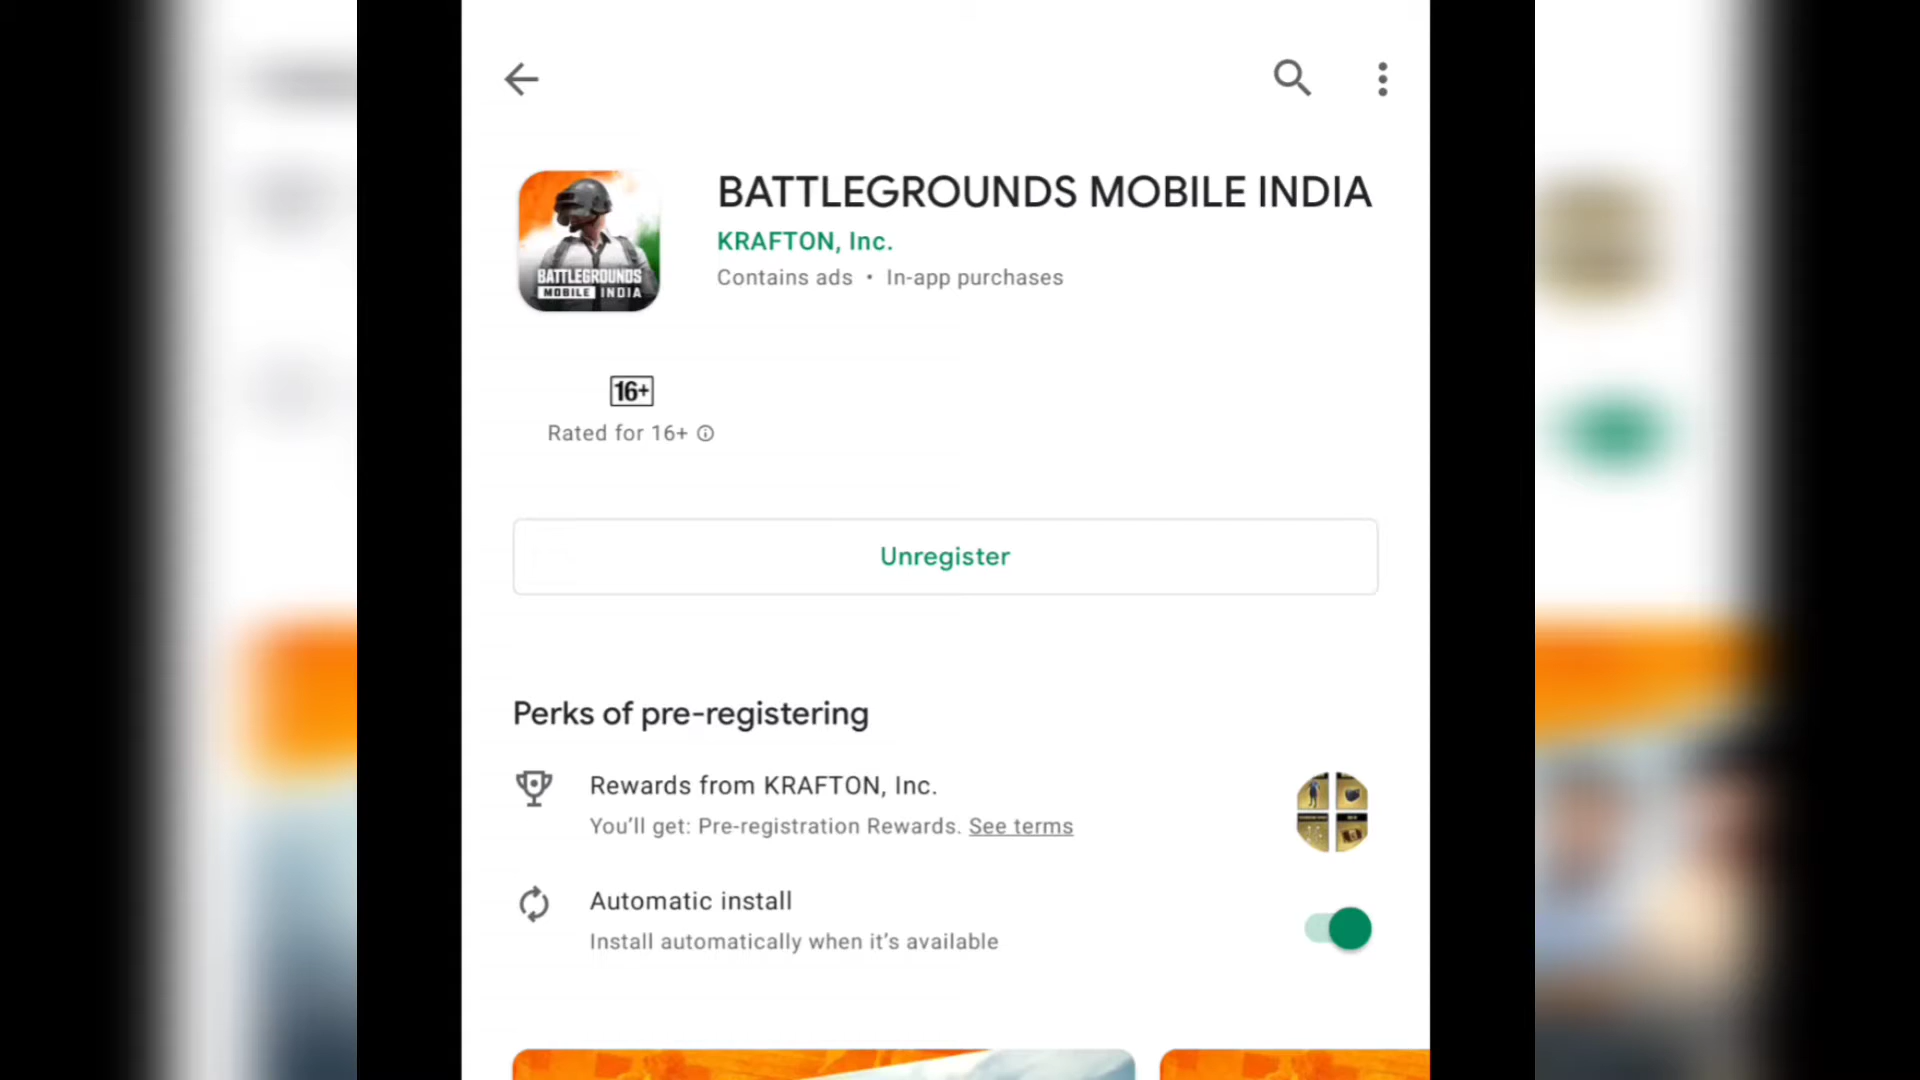 BATTLEGROUNDS MOBILE INDIA
KRAFTON, Inc.
Contains ads • In-app purchases
BATTLEGROUNDS
MOBILE INDIA
16+
Rated for 16+
Unregister
Perks of pre-registering
Rewards from KRAFTON, Inc.
You’ll get: Pre-registration Rewards. See terms
Automatic install
Install automatically when it’s available